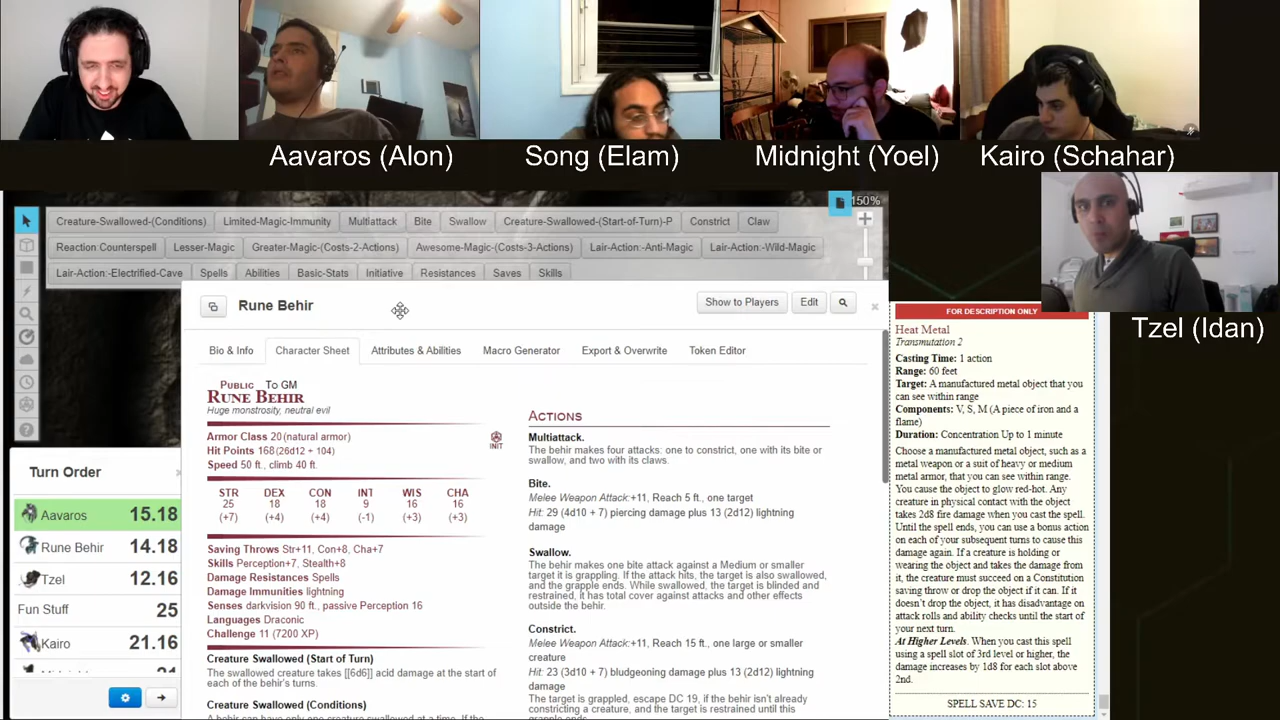 Aavaros (Alon)
Song (Elam)
Midnight (Yoel)
Kairo (Schahar)
Tzel (Idan)
150%
Creature-Swallowed-(Conditions)
Limited-Magic-Immunity
Multiattack
Bite
Swallow
Creature-Swallowed-(Start-of-Turn)-P
Constrict
Claw
Reaction:Counterspell
Lesser-Magic
Greater-Magic-(Costs-2-Actions)
Awesome-Magic-(Costs-3-Actions)
Lair-Action:-Anti-Magic
Lair-Action:-Wild-Magic
Lair-Action:-Electrified-Cave
Spells
Abilities
Basic-Stats
Initiative
Resistances
Saves
Skills
Rune Behir
Show to Players
Edit
Bio & Info
Character Sheet
Attributes & Abilities
Macro Generator
Export & Overwrite
Token Editor
PUBLIC To GM
RUNE BEHIR
Huge monstrosity, neutral evil
Armor Class 20(natural armor)
Hit Points 168(26d12 + 104)
Speed 50 ft., climb 40 ft.
INIT
STR DEX CON INT WIS CHA
25 18 18 9 16 16
(+7) (+4) (+4) (-1) (+3) (+3)
Saving Throws Str+11, Con+8, Cha+7
Skills Perception+7, Stealth+8
Damage Resistances Spells
Damage Immunities lightning
Senses darkvision 90 ft., passive Perception 16
Languages Draconic
Challenge 11 (7200 XP)
Creature Swallowed (Start of Turn)
The swallowed creature takes [[6d6]] acid damage at the start of
each of the behir's turns.
Creature Swallowed (Conditions)
A behir can have only one creature swallowed at a time. If the
ACTIONS
Multiattack.
The behir makes four attacks: one to constrict, one with its bite or
swallow, and two with its claws.
Bite.
Melee Weapon Attack:+11, Reach 5 ft., one target
Hit: 29 (4d10 + 7) piercing damage plus 13 (2d12) lightning
damage
Swallow.
The behir makes one bite attack against a Medium or smaller
target it is grappling. If the attack hits, the target is also swallowed,
and the grapple ends. While swallowed, the target is blinded and
restrained, it has total cover against attacks and other effects
outside the behir.
Constrict.
Melee Weapon Attack:+11, Reach 15 ft., one large or smaller
creature
Hit: 23 (3d10 + 7) bludgeoning damage plus 13 (2d12) lightning
damage
The target is grappled, escape DC 19, if the behir isn't already
constricting a creature, and the target is restrained until this
grapple ends.
Turn Order
Aavaros 15.18
Rune Behir 14.18
Tzel 12.16
Fun Stuff 25
Kairo 21.16
FOR DESCRIPTION ONLY
Heat Metal
Transmutation 2
Casting Time: 1 action
Range: 60 feet
Target: A manufactured metal object that you
can see within range
Components: V, S, M (A piece of iron and a
flame)
Duration: Concentration Up to 1 minute
Choose a manufactured metal object, such as a
metal weapon or a suit of heavy or medium
metal armor, that you can see within range.
You cause the object to glow red-hot. Any
creature in physical contact with the object
takes 2d8 fire damage when you cast the spell.
Until the spell ends, you can use a bonus action
on each of your subsequent turns to cause this
damage again. If a creature is holding or
wearing the object and takes the damage from
it, the creature must succeed on a Constitution
saving throw or drop the object if it can. If it
doesn't drop the object, it has disadvantage on
attack rolls and ability checks until the start of
your next turn.
At Higher Levels. When you cast this spell
using a spell slot of 3rd level or higher, the
damage increases by 1d8 for each slot above
2nd.
SPELL SAVE DC: 15